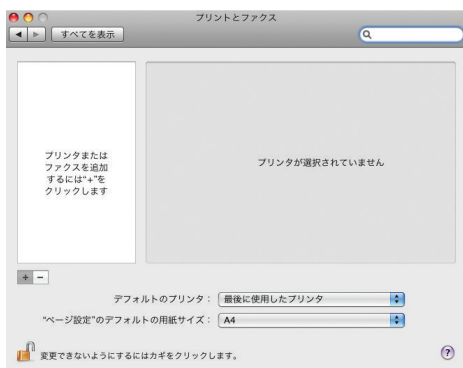 プリントとファクス
すべてを表示
プリンタまたは
ファクスを追加
するには“+”を
クリックします
プリンタが選択されていません
+ −
デフォルトのプリンタ： 最後に使用したプリンタ
“ページ設定”のデフォルトの用紙サイズ： A4
変更できないようにするにはカギをクリックします。
?